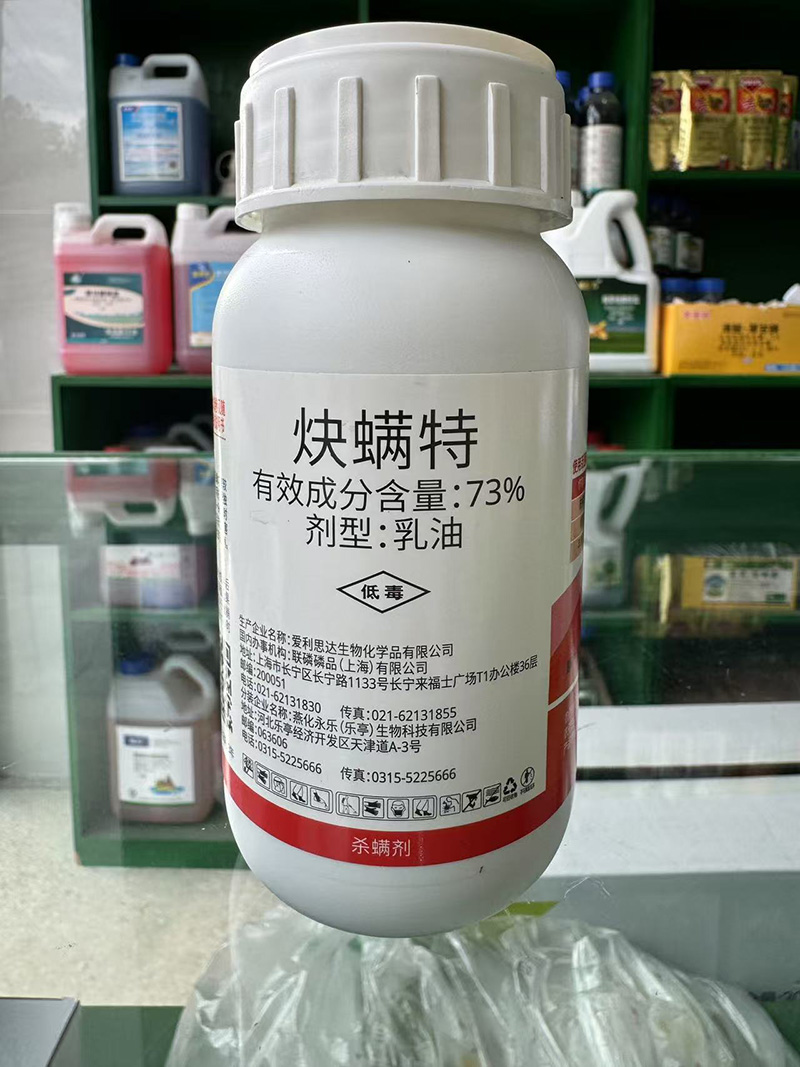 炔螨特
有效成分含量:73%
剂型:乳油
低毒
生产企业名称:爱利思达生物化学品有限公司
国内办事机构:联磷磷品(上海)有限公司
地址:上海市长宁区长宁路1133号长宁来福士广场T1办公楼36层
邮编:200051
电话:021-62131830 传真:021-62131855
分装企业名称:燕化永乐(乐亭)生物科技有限公司
地址:河北乐亭经济开发区天津道A-3号
邮编:063606
电话:0315-5225666 传真:0315-5225666
杀螨剂